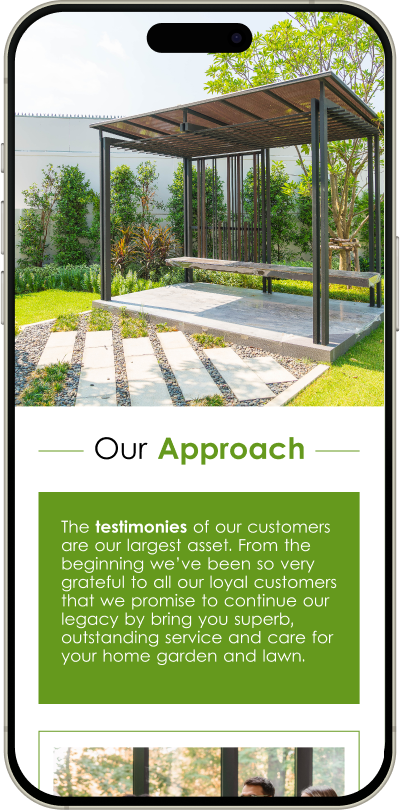 Our Approach
The testimonies of our customers
are our largest asset. From the
beginning we've been so very
grateful to all our loyal customers
that we promise to continue our
legacy by bring you superb,
outstanding service and care for
your home garden and lawn.